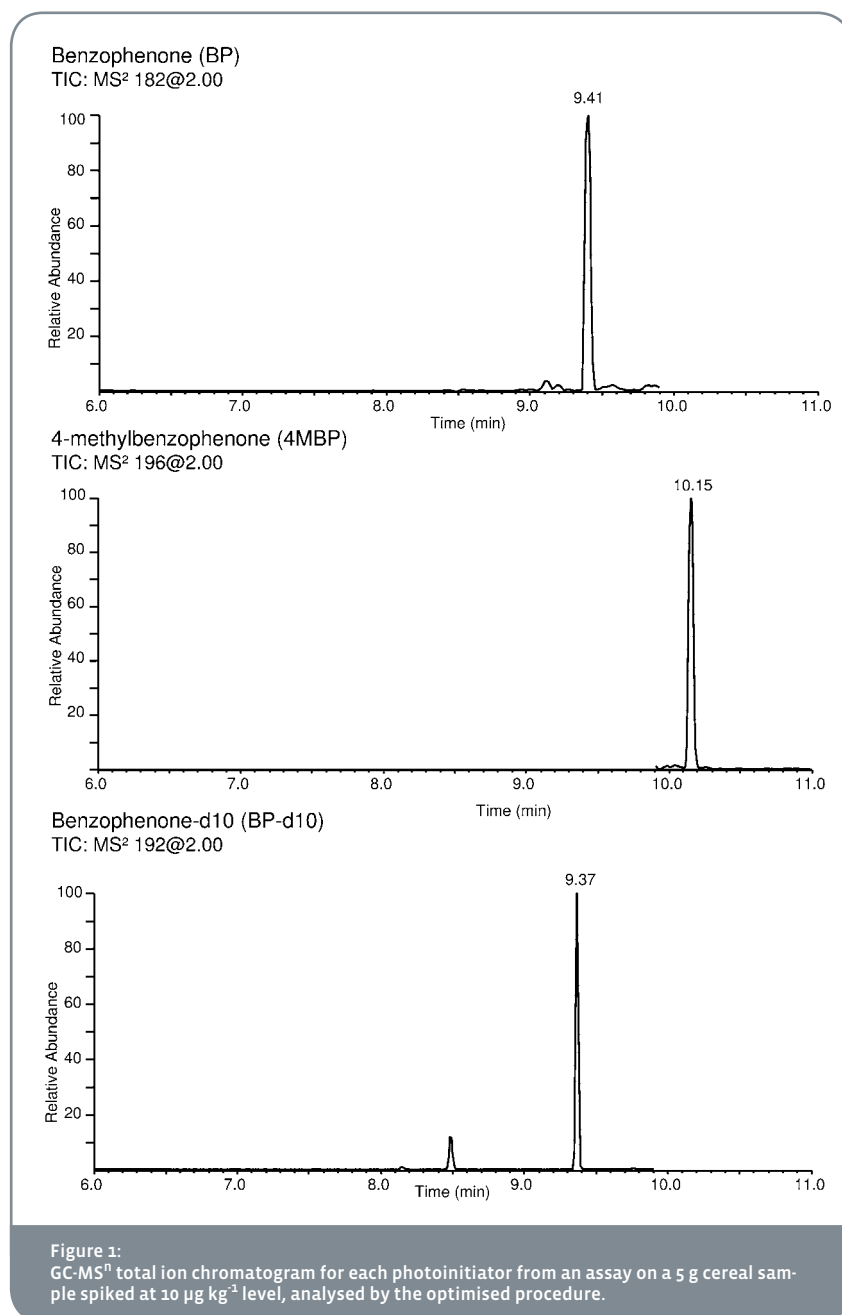 Benzophenone (BP)
TIC: MS² 182@2.00
9.41
100
80
60
40
20
Relative Abundance
6.0 7.0 8.0 9.0 10.0 11.0
Time (min)
4-methylbenzophenone (4MBP)
TIC: MS² 196@2.00
10.15
100
80
60
40
20
Relative Abundance
6.0 7.0 8.0 9.0 10.0 11.0
Time (min)
Benzophenone-d10 (BP-d10)
TIC: MS² 192@2.00
9.37
100
80
60
40
20
Relative Abundance
6.0 7.0 8.0 9.0 10.0 11.0
Time (min)
Figure 1:
GC-MSⁿ total ion chromatogram for each photoinitiator from an assay on a 5 g cereal sam-
ple spiked at 10 µg kg⁻¹ level, analysed by the optimised procedure.